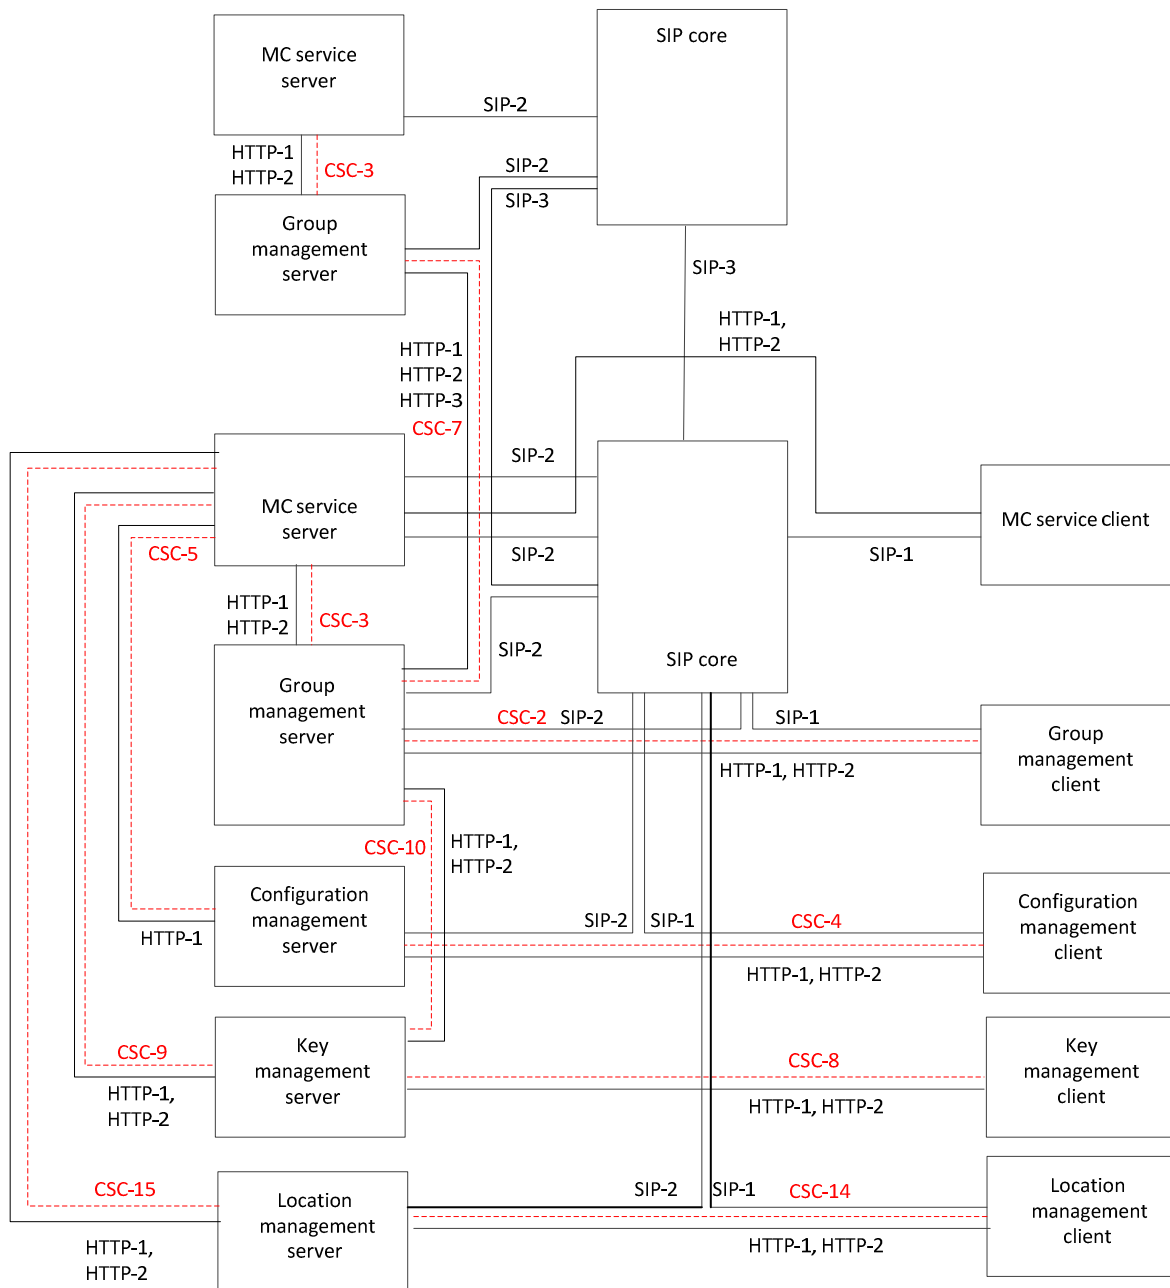 MC service
server
SIP core
SIP-2
HTTP-1
HTTP-2
CSC-3
SIP-2
SIP-3
Group
management
server
SIP-3
HTTP-1,
HTTP-2
HTTP-1
HTTP-2
HTTP-3
CSC-7
SIP-2
MC service
server
MC service client
CSC-5
SIP-2
SIP-1
HTTP-1
HTTP-2
CSC-3
SIP-2
SIP core
Group
management
server
CSC-2
SIP-2
SIP-1
Group
management
client
HTTP-1, HTTP-2
CSC-10
HTTP-1,
HTTP-2
Configuration
management
server
SIP-2
SIP-1
CSC-4
Configuration
management
client
HTTP-1
HTTP-1, HTTP-2
CSC-9
Key
management
server
CSC-8
Key
management
client
HTTP-1,
HTTP-2
HTTP-1, HTTP-2
CSC-15
Location
management
server
SIP-2
SIP-1
CSC-14
Location
management
client
HTTP-1,
HTTP-2
HTTP-1, HTTP-2